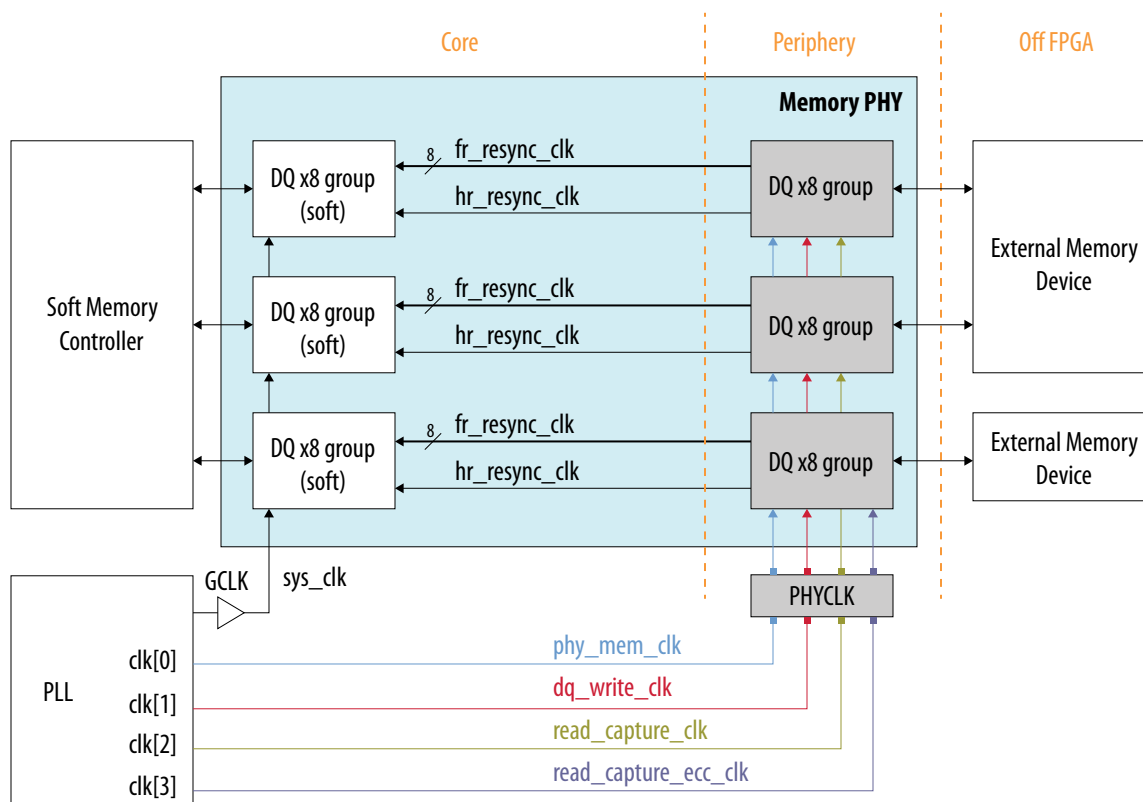 Core
Periphery
Off FPGA
Memory PHY
Soft Memory
Controller
DQ x8 group
(soft)
8
fr_resync_clk
hr_resync_clk
DQ x8 group
External Memory
Device
DQ x8 group
(soft)
8
fr_resync_clk
hr_resync_clk
DQ x8 group
DQ x8 group
(soft)
8
fr_resync_clk
hr_resync_clk
DQ x8 group
External Memory
Device
GCLK
sys_clk
PHYCLK
PLL
clk[0]
phy_mem_clk
clk[1]
dq_write_clk
clk[2]
read_capture_clk
clk[3]
read_capture_ecc_clk